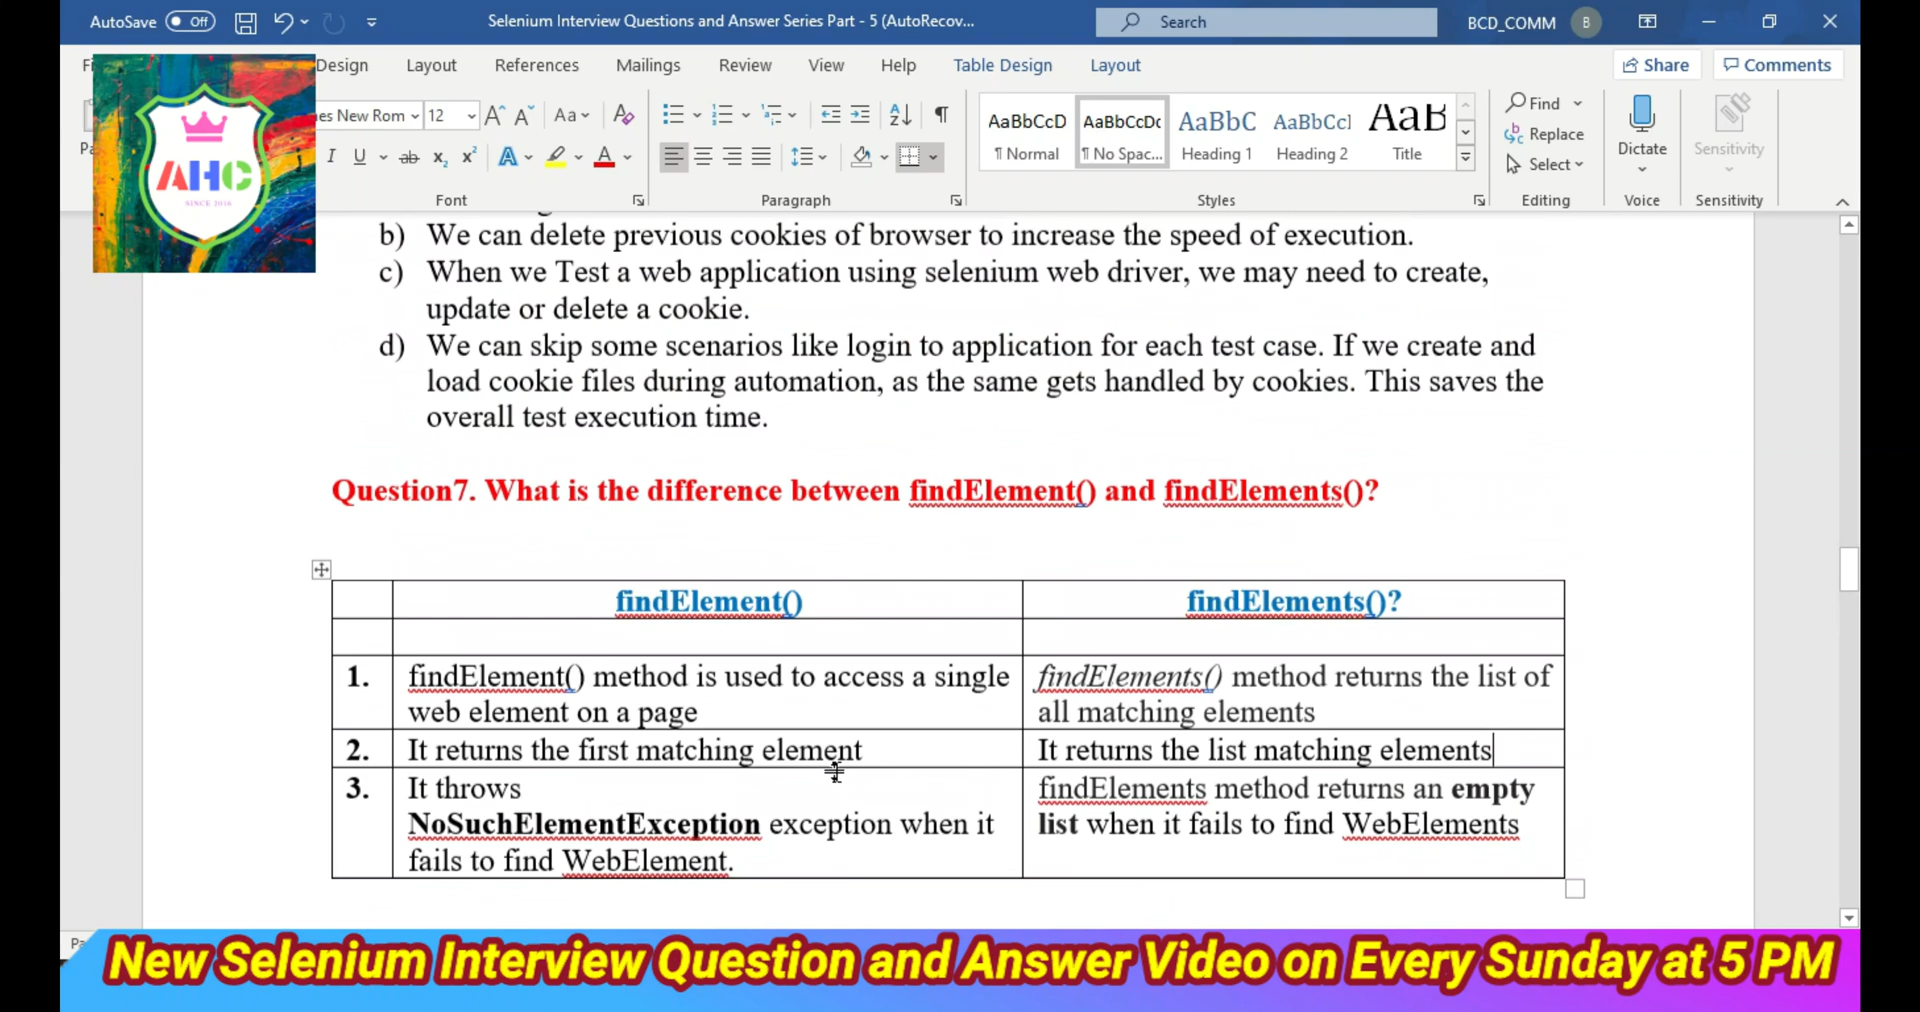 AutoSave Off
Selenium Interview Questions and Answer Series Part - 5 (AutoRecov...
Search
BCD_COMM B
Design Layout References Mailings Review View Help Table Design Layout
Share Comments
AHC
SINCE 2016
es New Rom 12 Aa
AaBbCcD AaBbCcDc AaBbC AaBbCcI AaB
¶ Normal ¶ No Spac... Heading 1 Heading 2 Title
Find
Replace
Select
Dictate
Sensitivity
Font Paragraph Styles Editing Voice Sensitivity
b) We can delete previous cookies of browser to increase the speed of execution.
c) When we Test a web application using selenium web driver, we may need to create,
update or delete a cookie.
d) We can skip some scenarios like login to application for each test case. If we create and
load cookie files during automation, as the same gets handled by cookies. This saves the
overall test execution time.
Question7. What is the difference between findElement() and findElements()?
findElement() findElements()?
1. findElement() method is used to access a single
web element on a page
findElements() method returns the list of
all matching elements
2. It returns the first matching element
It returns the list matching elements
3. It throws
NoSuchElementException exception when it
fails to find WebElement.
findElements method returns an empty
list when it fails to find WebElements
New Selenium Interview Question and Answer Video on Every Sunday at 5 PM